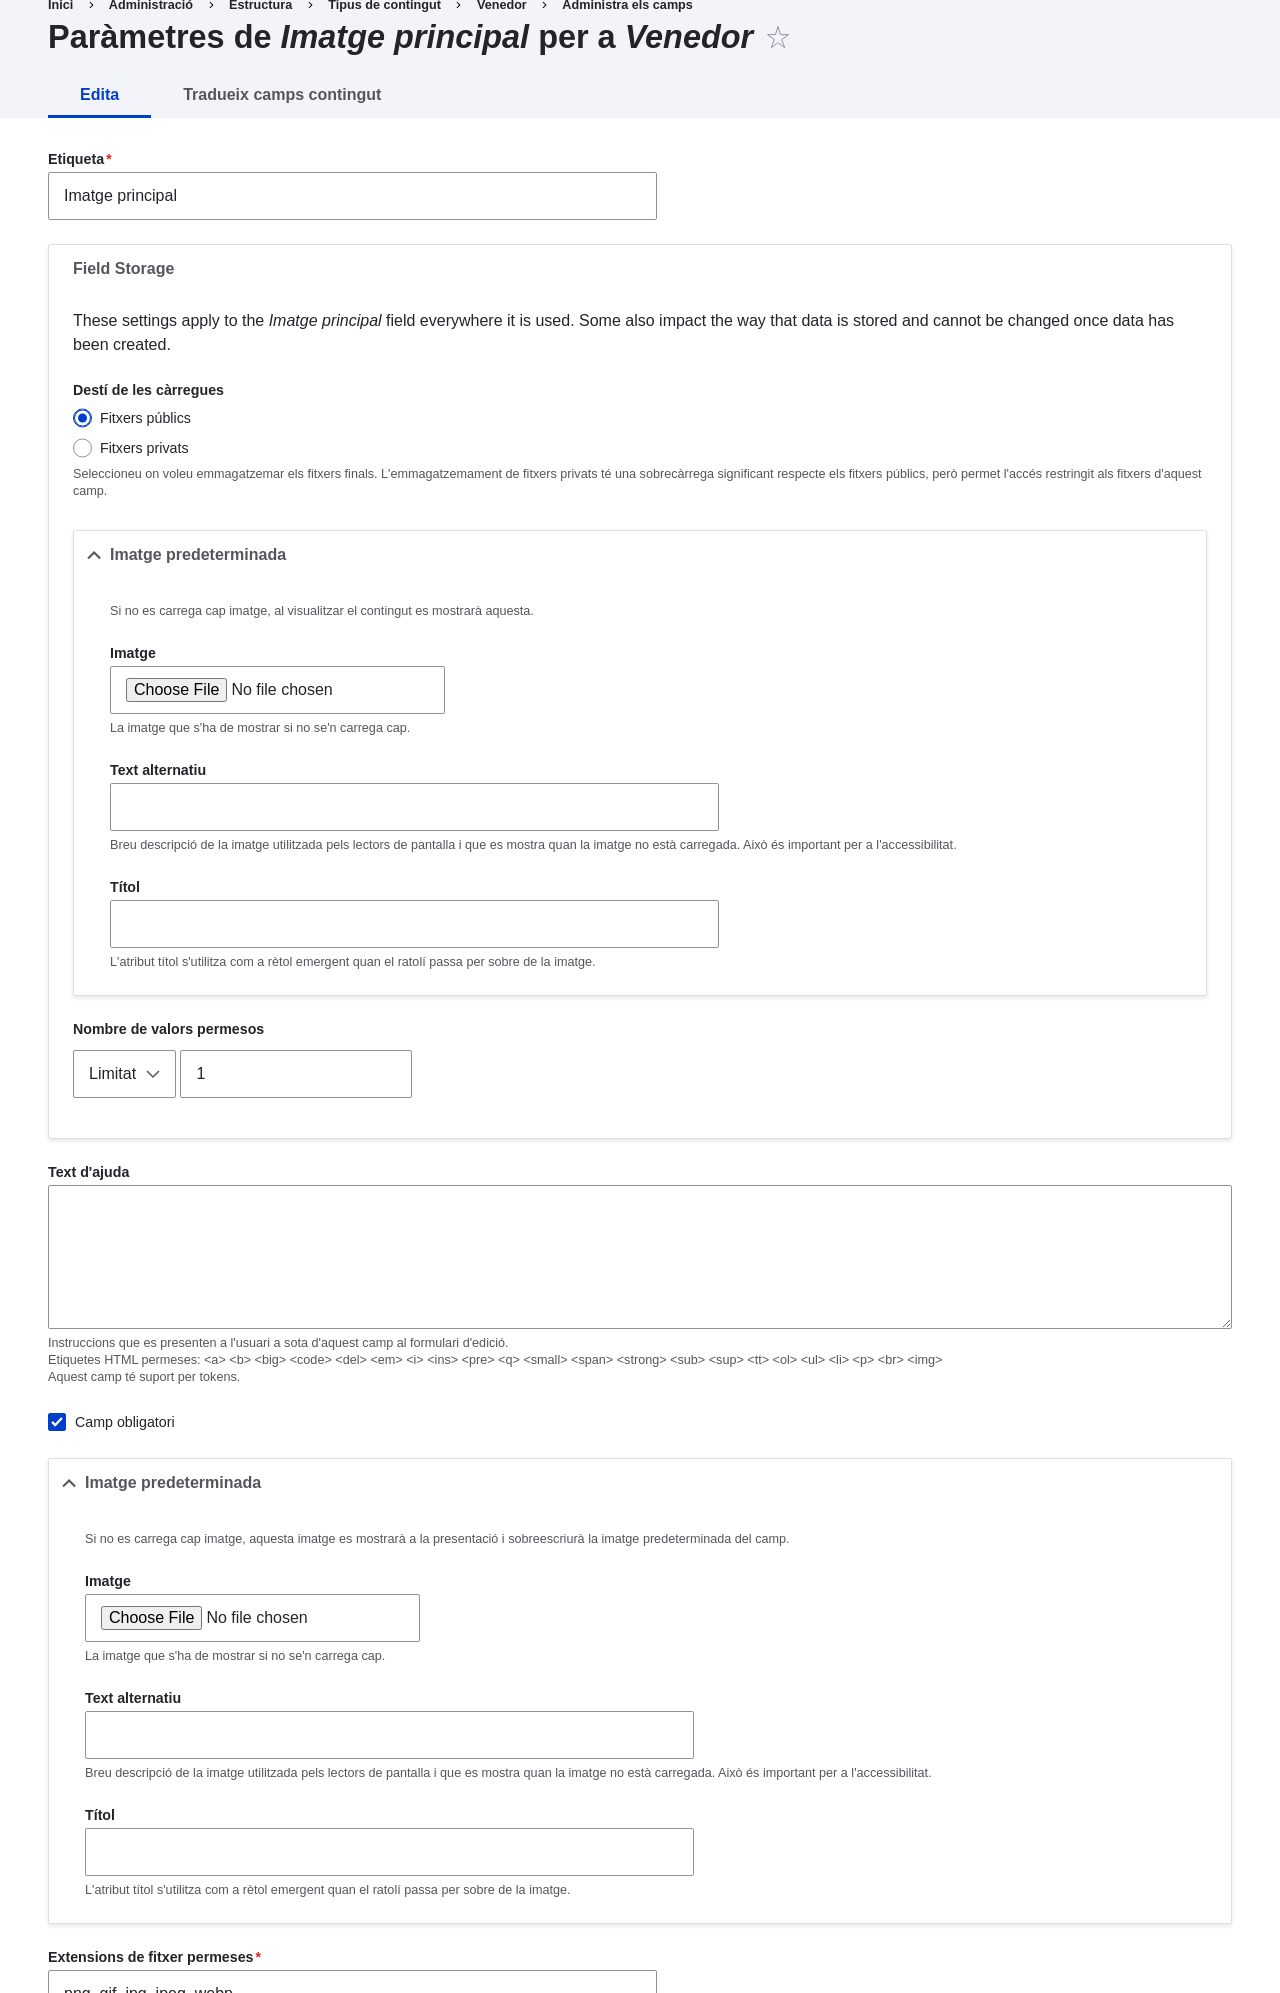 Inici › Administració › Estructura › Tipus de contingut › Venedor › Administra els camps
Paràmetres de Imatge principal per a Venedor ☆
Edita Tradueix camps contingut
Etiqueta*
Imatge principal
Field Storage
These settings apply to the Imatge principal field everywhere it is used. Some also impact the way that data is stored and cannot be changed once data has
been created.
Destí de les càrregues
Fitxers públics
Fitxers privats
Seleccioneu on voleu emmagatzemar els fitxers finals. L'emmagatzemament de fitxers privats té una sobrecàrrega significant respecte els fitxers públics, però permet l'accés restringit als fitxers d'aquest
camp.
Imatge predeterminada
Si no es carrega cap imatge, al visualitzar el contingut es mostrarà aquesta.
Imatge
Choose File No file chosen
La imatge que s'ha de mostrar si no se'n carrega cap.
Text alternatiu
Breu descripció de la imatge utilitzada pels lectors de pantalla i que es mostra quan la imatge no està carregada. Això és important per a l'accessibilitat.
Títol
L'atribut títol s'utilitza com a rètol emergent quan el ratolí passa per sobre de la imatge.
Nombre de valors permesos
Limitat 1
Text d'ajuda
Instruccions que es presenten a l'usuari a sota d'aquest camp al formulari d'edició.
Etiquetes HTML permeses: <a> <b> <big> <code> <del> <em> <i> <ins> <pre> <q> <small> <span> <strong> <sub> <sup> <tt> <ol> <ul> <li> <p> <br> <img>
Aquest camp té suport per tokens.
Camp obligatori
Imatge predeterminada
Si no es carrega cap imatge, aquesta imatge es mostrarà a la presentació i sobreescriurà la imatge predeterminada del camp.
Imatge
Choose File No file chosen
La imatge que s'ha de mostrar si no se'n carrega cap.
Text alternatiu
Breu descripció de la imatge utilitzada pels lectors de pantalla i que es mostra quan la imatge no està carregada. Això és important per a l'accessibilitat.
Títol
L'atribut títol s'utilitza com a rètol emergent quan el ratolí passa per sobre de la imatge.
Extensions de fitxer permeses*